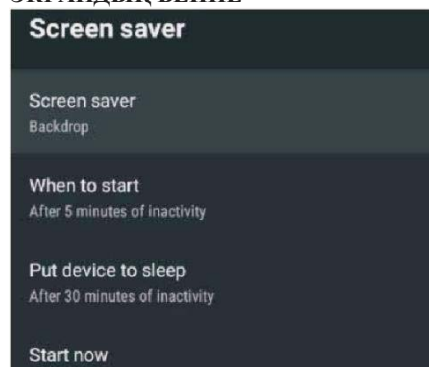 Screen saver
Screen saver
Backdrop
When to start
After 5 minutes of inactivity
Put device to sleep
After 30 minutes of inactivity
Start now